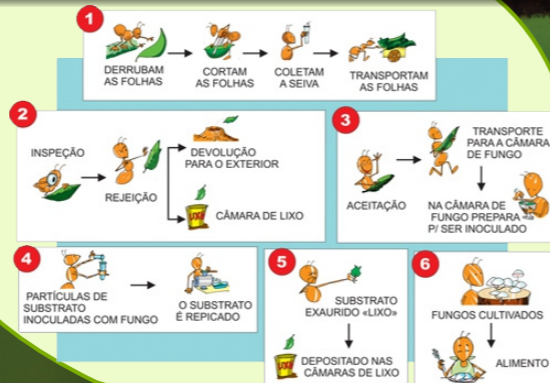 1
DERRUBAM
AS FOLHAS
CORTAM
AS FOLHAS
COLETAM
A SEIVA
TRANSPORTAM
AS FOLHAS
2
INSPEÇÃO
REJEIÇÃO
DEVOLUÇÃO
PARA O EXTERIOR
LIXO
CÂMARA DE LIXO
3
ACEITAÇÃO
TRANSPORTE
PARA A CÂMARA
DE FUNGO
NA CÂMARA DE
FUNGO PREPARA
P/ SER INOCULADO
4
PARTÍCULAS DE
SUBSTRATO
INOCULADAS COM FUNGO
O SUBSTRATO
É REPICADO
5
SUBSTRATO
EXAURIDO «LIXO»
LIXO
DEPOSITADO NAS
CÂMARAS DE LIXO
6
FUNGOS CULTIVADOS
ALIMENTO